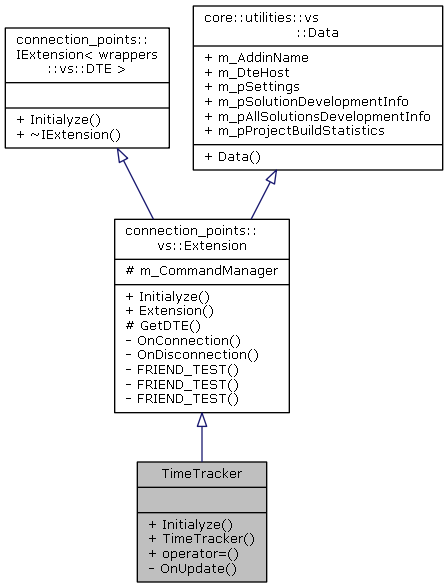 connection_points::
IExtension< wrappers
::vs::DTE >
+ Initialyze()
+ ~IExtension()
core::utilities::vs
::Data
+ m_AddinName
+ m_DteHost
+ m_pSettings
+ m_pSolutionDevelopmentInfo
+ m_pAllSolutionsDevelopmentInfo
+ m_pProjectBuildStatistics
+ Data()
connection_points::
vs::Extension
# m_CommandManager
+ Initialyze()
+ Extension()
# GetDTE()
- OnConnection()
- OnDisconnection()
- FRIEND_TEST()
- FRIEND_TEST()
- FRIEND_TEST()
TimeTracker
+ Initialyze()
+ TimeTracker()
+ operator=()
- OnUpdate()